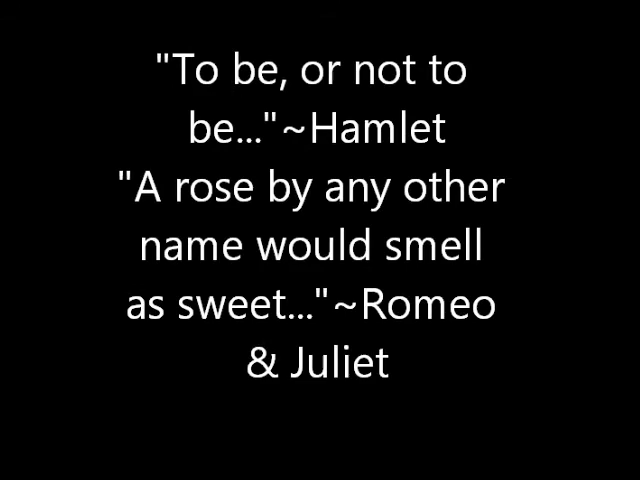 "To be, or not to
be..."~Hamlet
"A rose by any other
name would smell
as sweet..."~Romeo
& Juliet